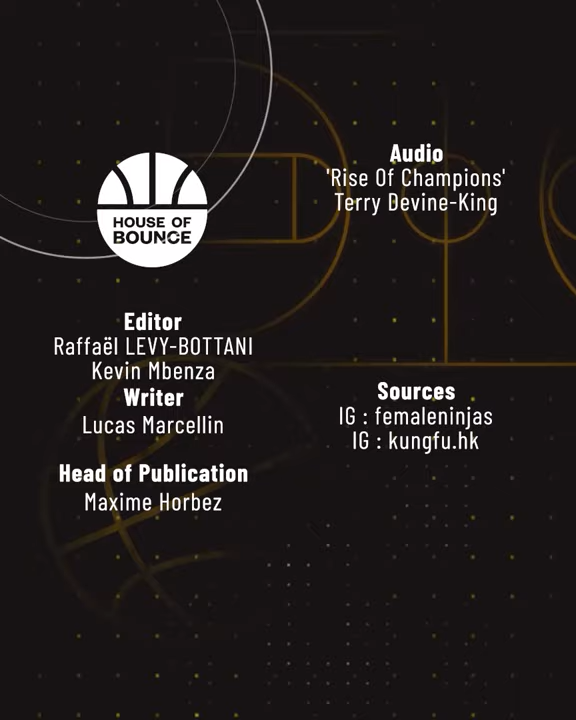 HOUSE OF
BOUNCE
Editor
Raffaël LEVY-BOTTANI
Kevin Mbenza
Writer
Lucas Marcellin
Head of Publication
Maxime Horbez
Audio
'Rise Of Champions'
Terry Devine-King
Sources
IG : femaleninjas
IG : kungfu.hk